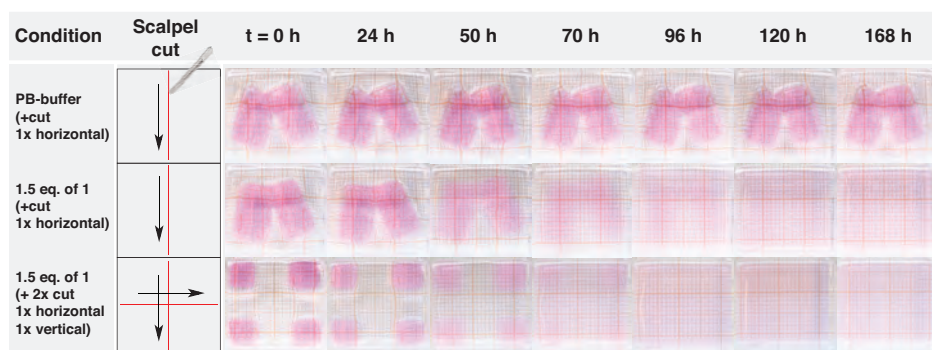 Condition
Scalpel
cut
t = 0 h
24 h
50 h
70 h
96 h
120 h
168 h
PB-buffer
(+cut
1x horizontal)
1.5 eq. of 1
(+cut
1x horizontal)
1.5 eq. of 1
(+ 2x cut
1x horizontal
1x vertical)